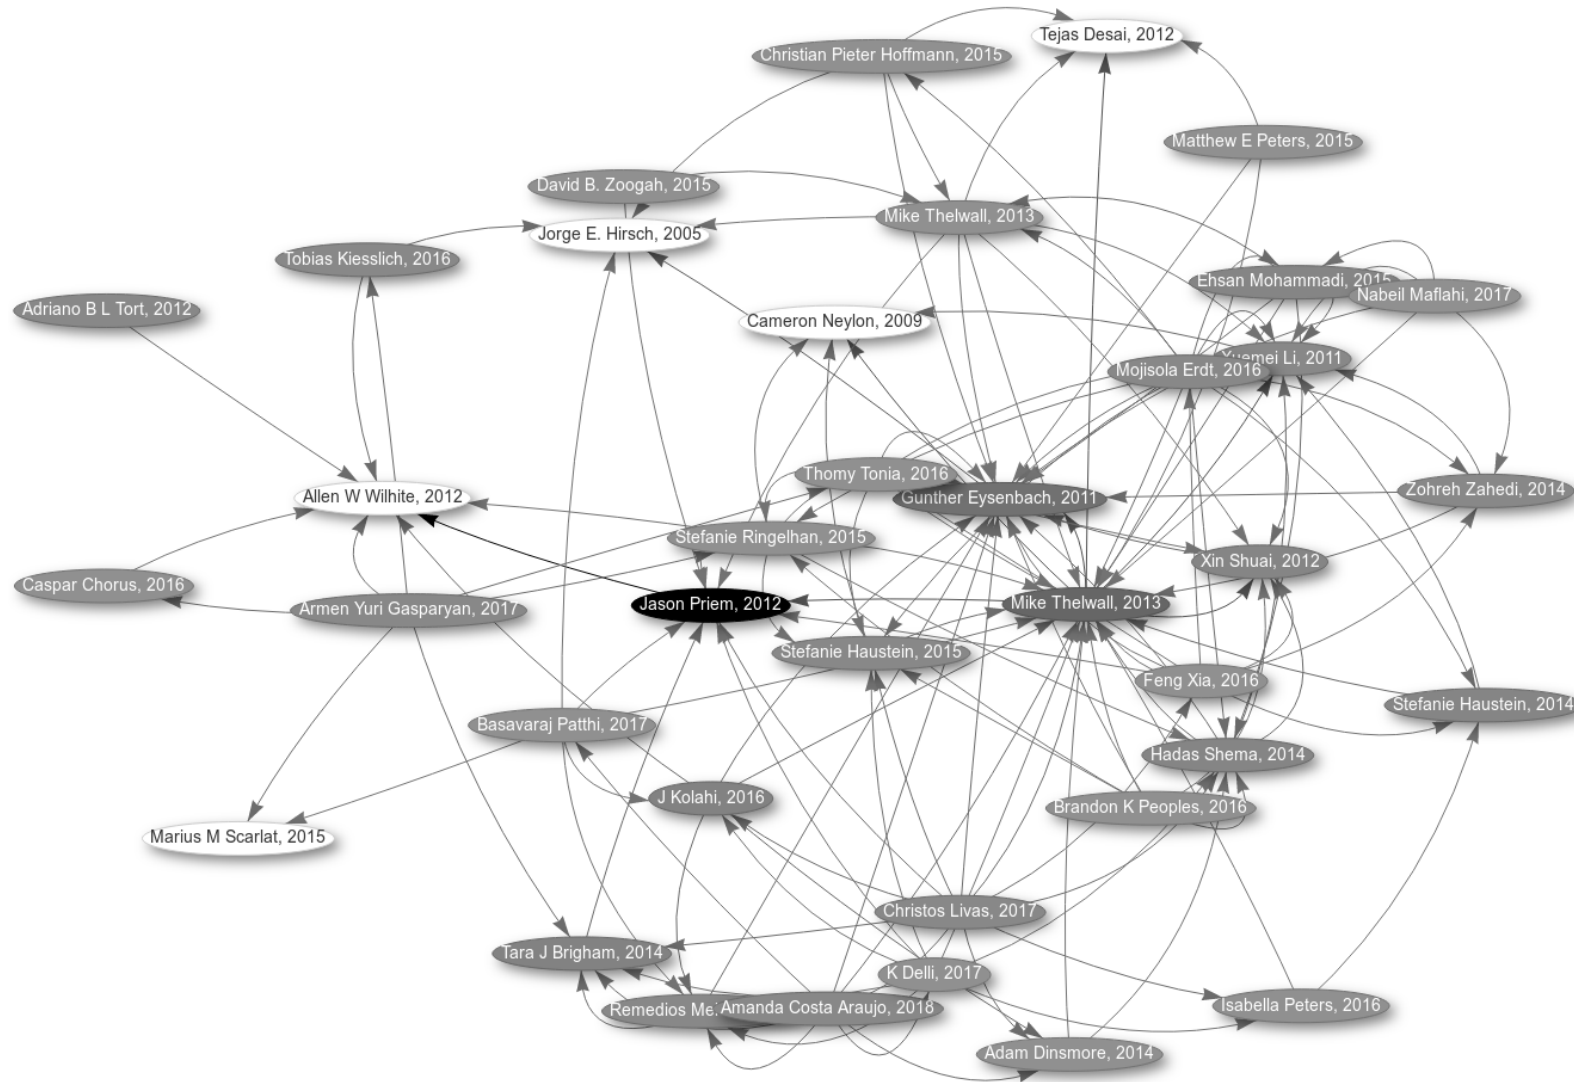 Tejas Desai, 2012
Christian Pieter Hoffmann, 2015
Matthew E Peters, 2015
David B. Zoogah, 2015
Mike Thelwall, 2013
Jorge E. Hirsch, 2005
Tobias Kiesslich, 2016
Ehsan Mohammadi, 2015
Nabeil Maflahi, 2017
Adriano B L Tort, 2012
Cameron Neylon, 2009
Xuemei Li, 2011
Mojisola Erdt, 2016
Thomy Tonia, 2016
Zohreh Zahedi, 2014
Allen W Wilhite, 2012
Gunther Eysenbach, 2011
Stefanie Ringelhan, 2015
Xin Shuai, 2012
Caspar Chorus, 2016
Armen Yuri Gasparyan, 2017
Jason Priem, 2012
Mike Thelwall, 2013
Stefanie Haustein, 2015
Feng Xia, 2016
Stefanie Haustein, 2014
Basavaraj Patthi, 2017
Hadas Shema, 2014
J Kolahi, 2016
Brandon K Peoples, 2016
Marius M Scarlat, 2015
Christos Livas, 2017
Tara J Brigham, 2014
K Delli, 2017
Remedios
Amanda Costa Araujo, 2018
Isabella Peters, 2016
Adam Dinsmore, 2014